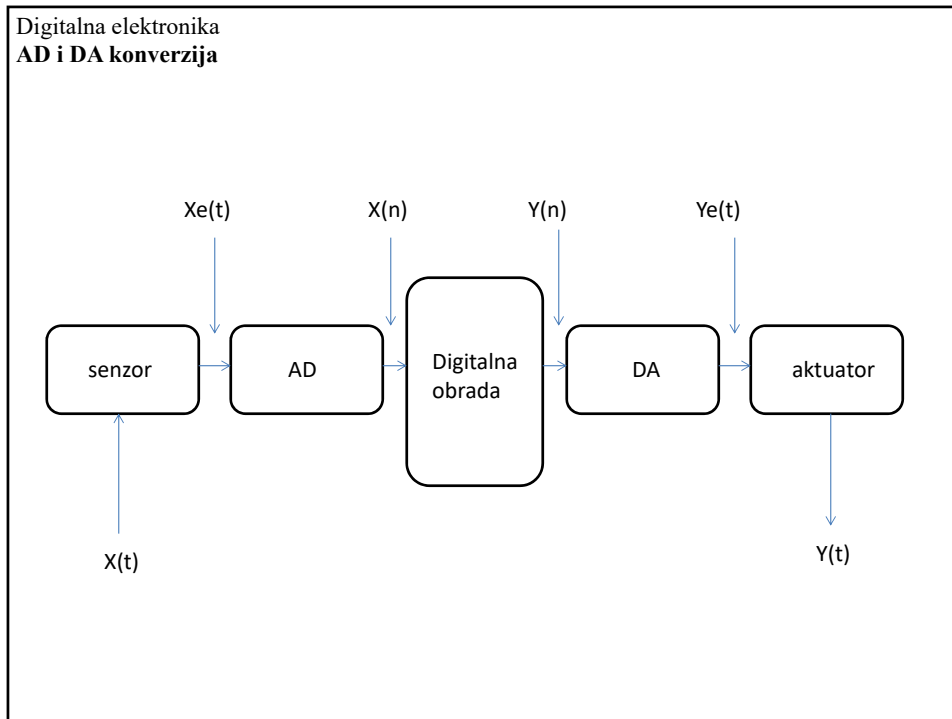 Digitalna elektronika
AD i DA konverzija
Xe(t)
X(n)
Y(n)
Ye(t)
senzor
AD
Digitalna
obrada
DA
aktuator
X(t)
Y(t)